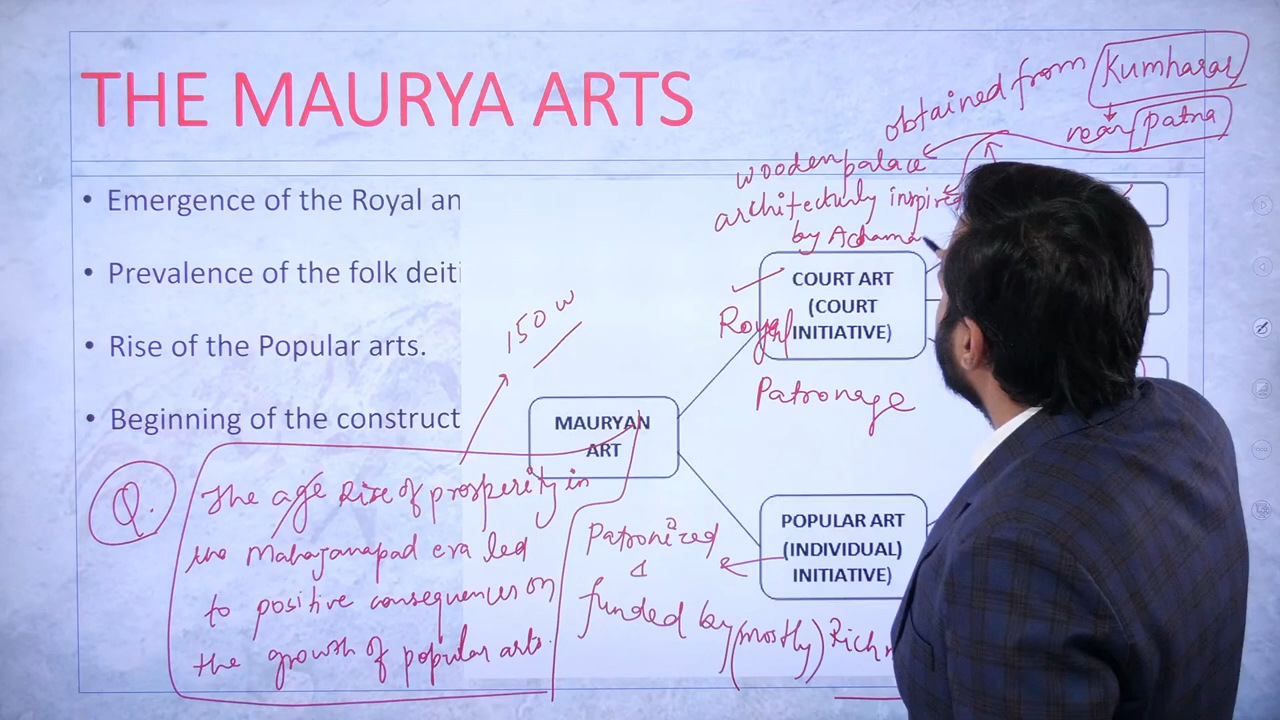 THE MAURYA ARTS
obtained from Kumharar
near Patna
wooden palace
architecturly inspired
by Achama
• Emergence of the Royal an
• Prevalence of the folk deiti
• Rise of the Popular arts.
• Beginning of the construct
150 w
COURT ART
(COURT
INITIATIVE)
Royal
Patronage
MAURYAN
ART
POPULAR ART
(INDIVIDUAL)
INITIATIVE)
Q.
The age Rise of prosperity in
the Mahajanapad era led
to positive consequences on
the growth of popular arts.
Patronized
&
funded by (mostly) Rich